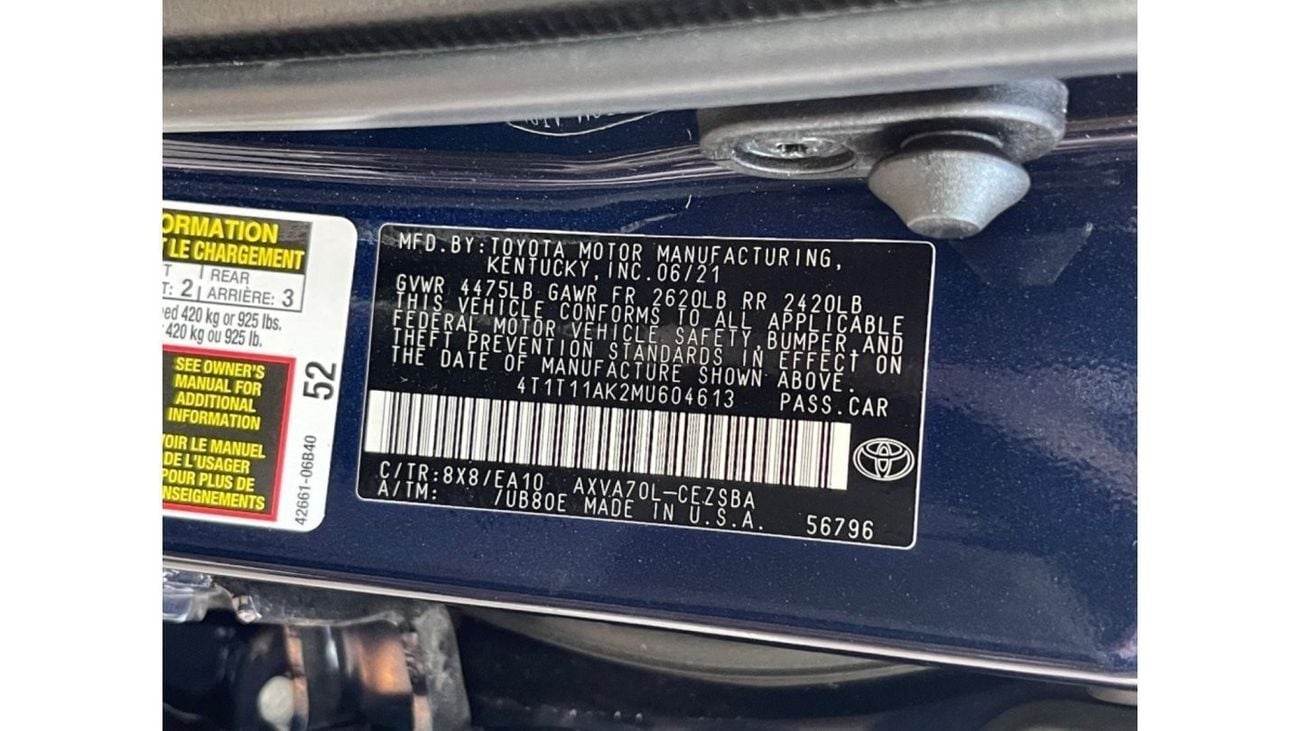 ORMATION
T LE CHARGEMENT
REAR
T: 2 ARRIÈRE: 3
ed 420 kg or 925 lbs.
420 kg ou 925 lb.
SEE OWNER'S
MANUAL FOR
ADDITIONAL
INFORMATION
OIR LE MANUEL
DE L'USAGER
POUR PLUS DE
NSEIGNEMENTS
52
42661-06B40
MFD.BY:TOYOTA MOTOR MANUFACTURING,
KENTUCKY,INC.06/21
GVWR 4475LB GAWR FR 2620LB RR 2420LB
THIS VEHICLE CONFORMS TO ALL APPLICABLE
FEDERAL MOTOR VEHICLE SAFETY,BUMPER,AND
THEFT PREVENTION STANDARDS IN EFFECT ON
THE DATE OF MANUFACTURE SHOWN ABOVE.
4T1T11AK2MU604613 PASS.CAR
C/TR:8X8/EA10 AXVA70L-CEZSBA
A/TM: /UB80E MADE IN U.S.A. 56796